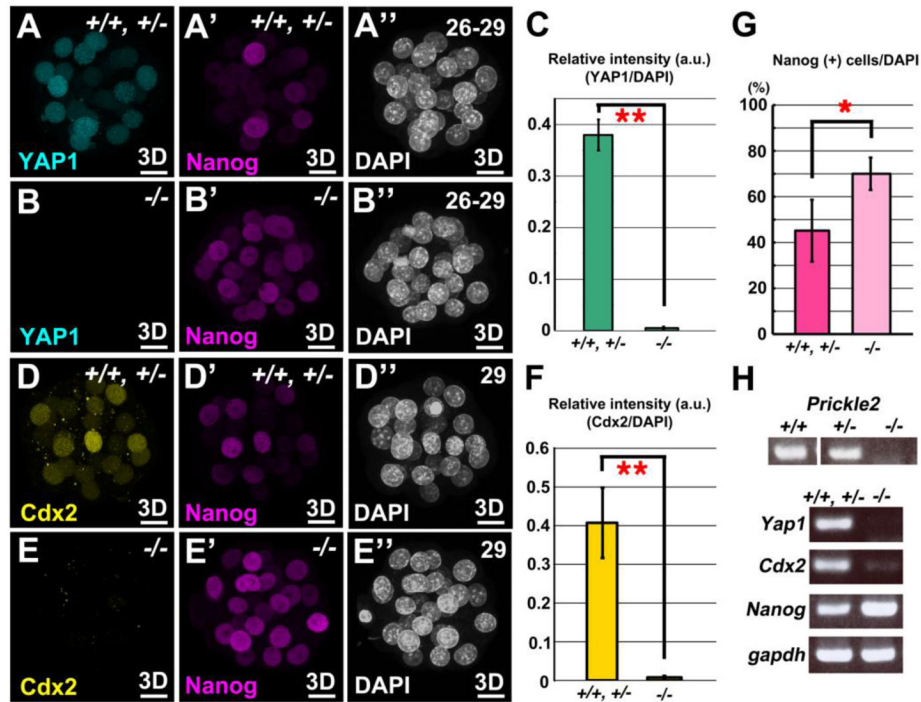 A +/+, +/-
YAP1 3D
A' +/+, +/-
Nanog 3D
A'' 26-29
DAPI 3D
B -/-
YAP1 3D
B' -/-
Nanog 3D
B'' 26-29
DAPI 3D
C
Relative intensity (a.u.)
(YAP1/DAPI)
0.4
0.3
0.2
0.1
0
**
+/+, +/- -/-
G
Nanog (+) cells/DAPI
(%)
100
80
60
40
20
0
*
+/+, +/- -/-
D +/+, +/-
Cdx2 3D
D' +/+, +/-
Nanog 3D
D'' 29
DAPI 3D
E -/-
Cdx2 3D
E' -/-
Nanog 3D
E'' 29
DAPI 3D
F
Relative intensity (a.u.)
(Cdx2/DAPI)
0.6
0.5
0.4
0.3
0.4
0.1
0
**
+/+, +/- -/-
H
Prickle2
+/+ +/- -/-
+/+, +/- -/-
Yap1
Cdx2
Nanog
gapdh